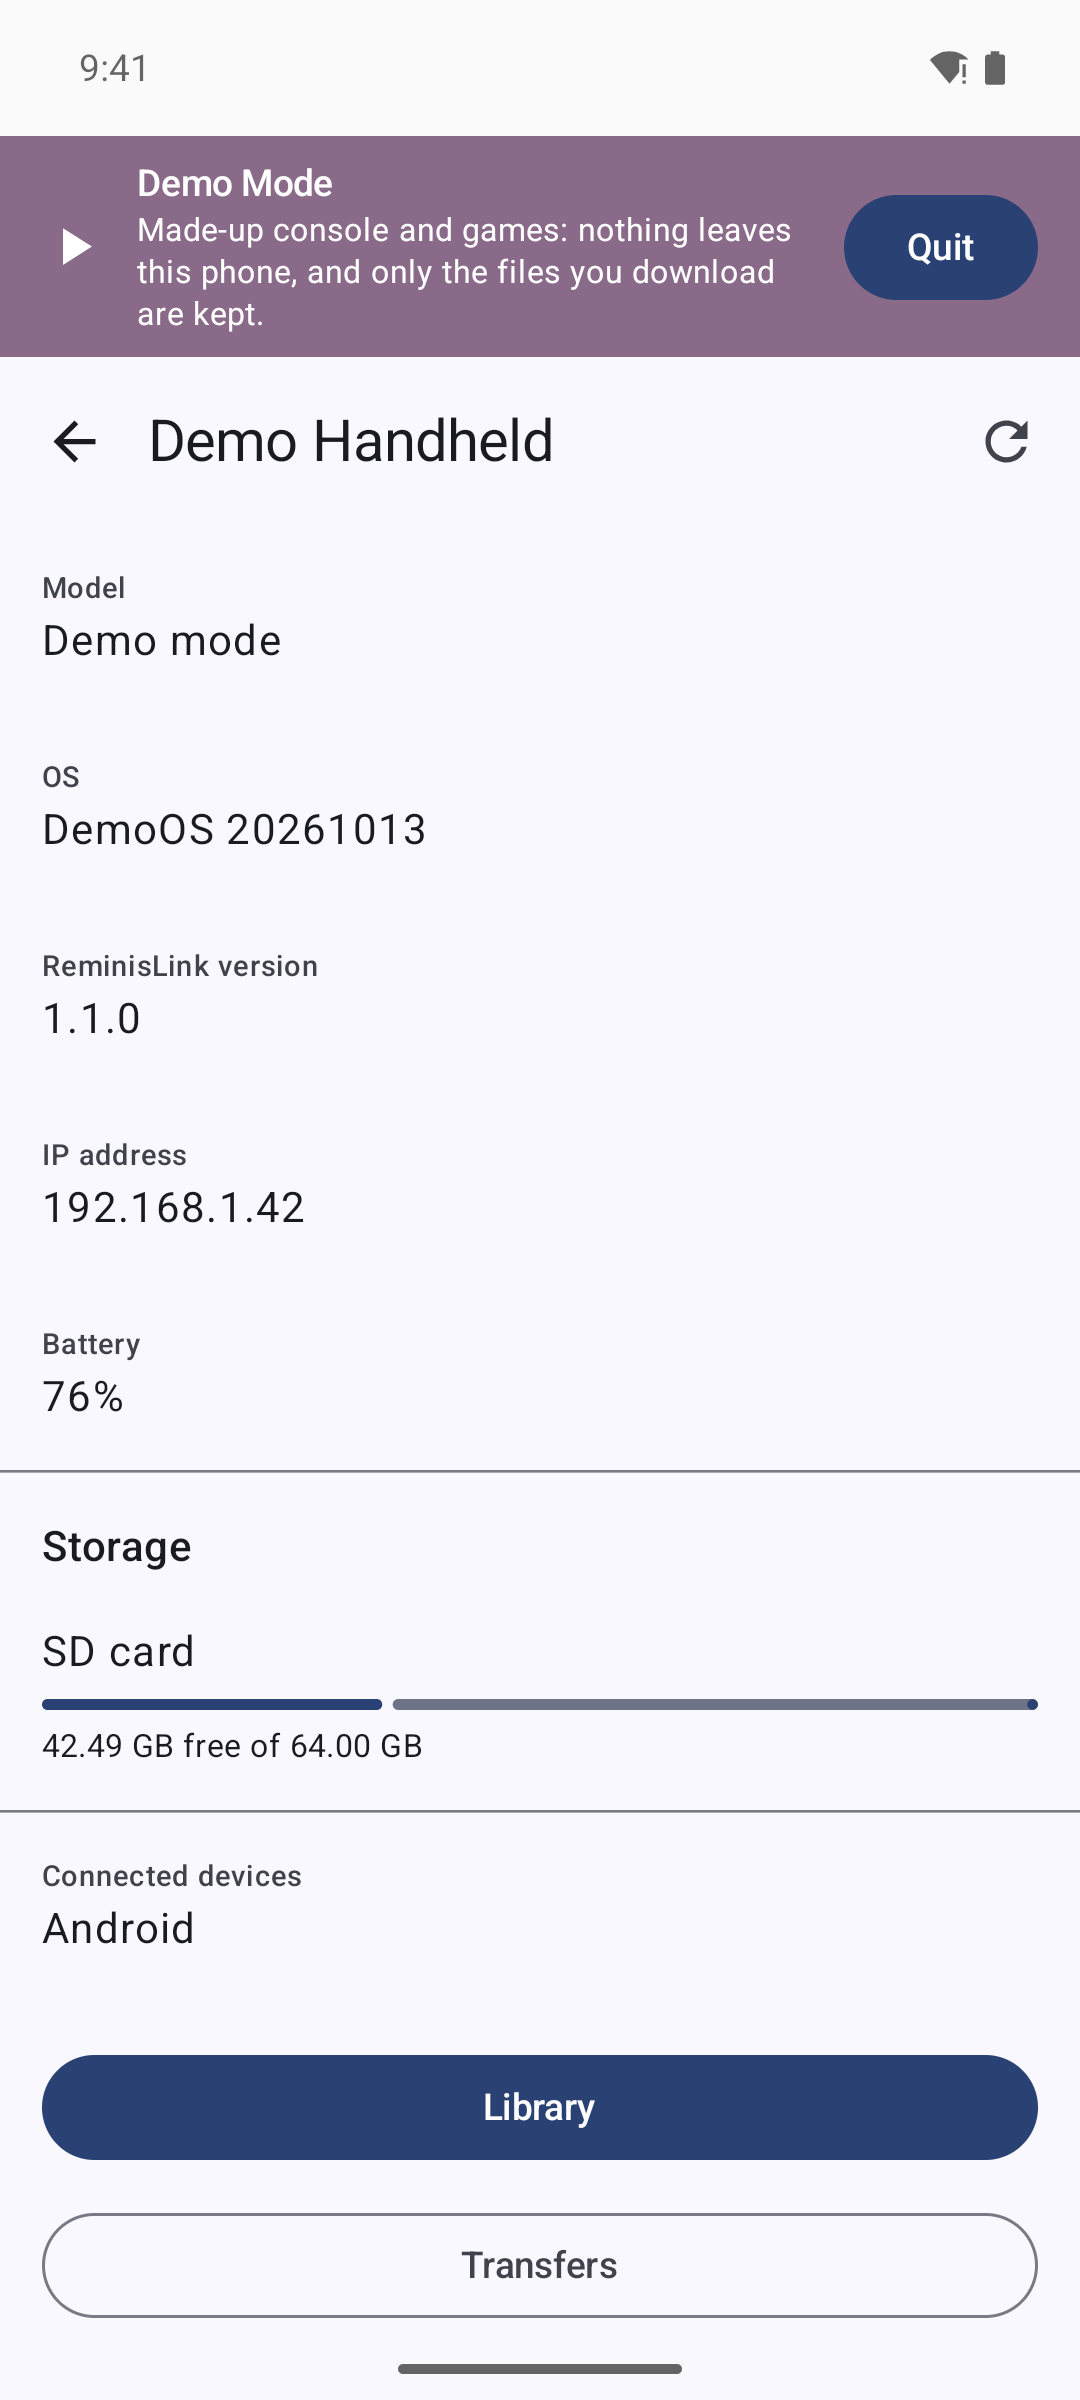 9:41
Demo Mode
Made-up console and games: nothing leaves
this phone, and only the files you download
are kept.
Quit
Demo Handheld
Model
Demo mode
OS
DemoOS 20261013
ReminisLink version
1.1.0
IP address
192.168.1.42
Battery
76%
Storage
SD card
42.49 GB free of 64.00 GB
Connected devices
Android
Library
Transfers